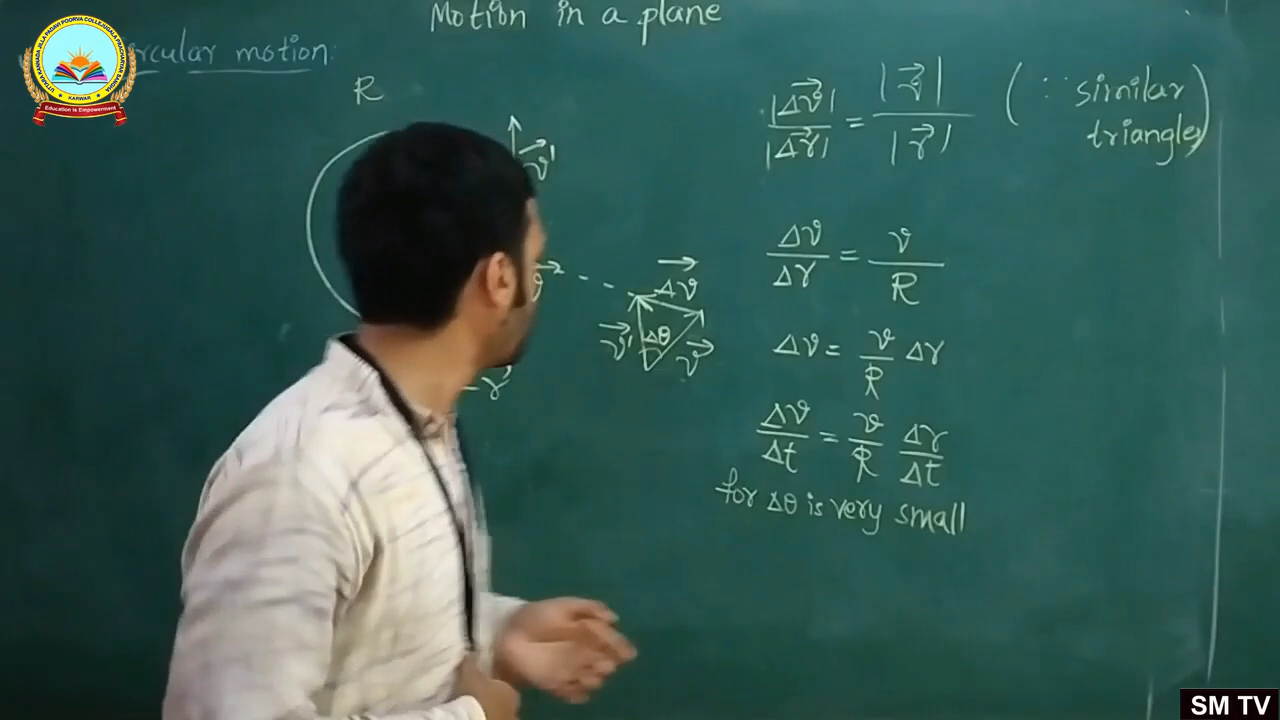 Motion in a plane
rcular motion:
R
v⃗'
v⃗
Δv⃗
v⃗' Δθ v⃗
r⃗'
|Δv⃗| / |Δr⃗| = |v⃗| / |r⃗| (∵ similar
triangle)
Δv / Δr = v / R
Δv = v / R Δr
Δv / Δt = v / R Δr / Δt
for Δθ is very small
KARWAR
Education is Empowerment
SM TV